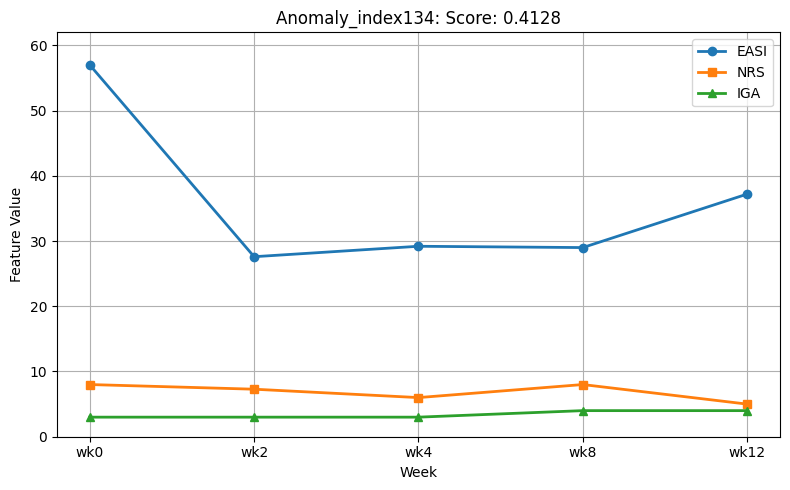 Anomaly_index134: Score: 0.4128
EASI
NRS
IGA
60
50
40
30
20
10
0
Feature Value
wk0
wk2
wk4
wk8
wk12
Week